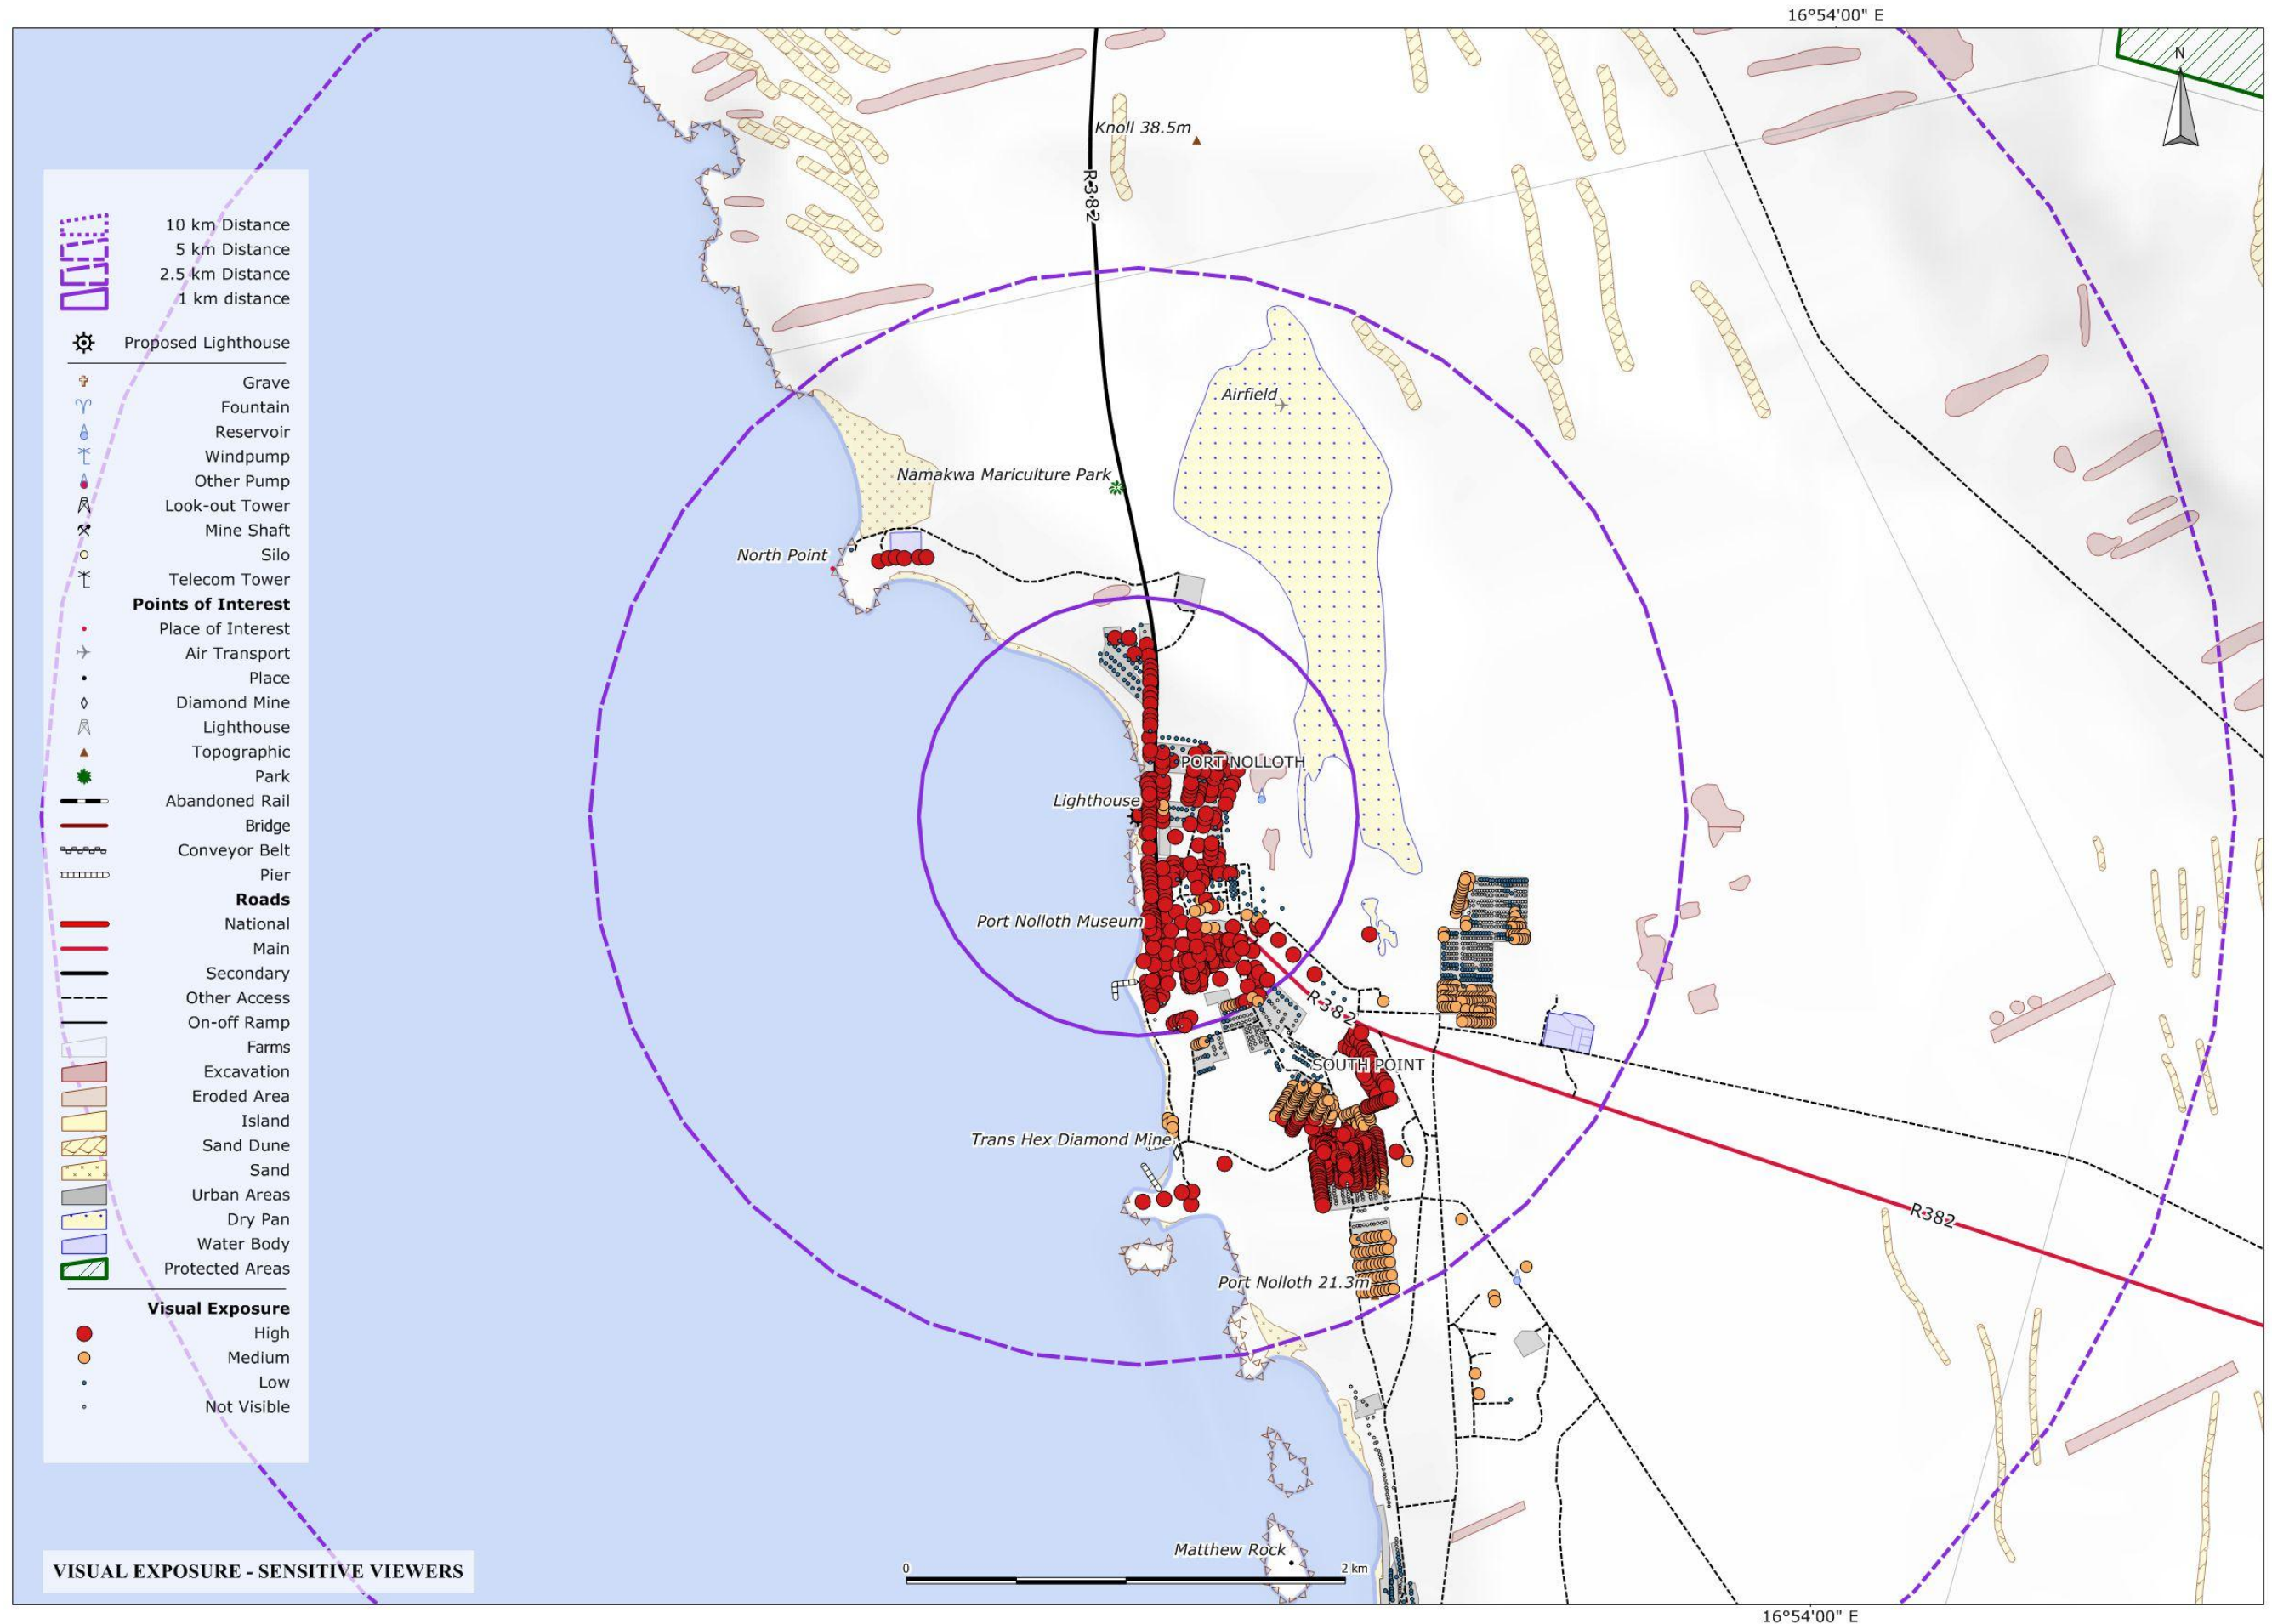 16°54'00" E
N
Knoll 38.5m
R382
10 km Distance
5 km Distance
2.5 km Distance
1 km distance
Proposed Lighthouse
Grave
Fountain
Reservoir
Windpump
Other Pump
Look-out Tower
Mine Shaft
Silo
Telecom Tower
Points of Interest
Place of Interest
Air Transport
Place
Diamond Mine
Lighthouse
Topographic
Park
Abandoned Rail
Bridge
Conveyor Belt
Pier
Roads
National
Main
Secondary
Other Access
On-off Ramp
Farms
Excavation
Eroded Area
Island
Sand Dune
Sand
Urban Areas
Dry Pan
Water Body
Protected Areas
Visual Exposure
High
Medium
Low
Not Visible
Airfield
Namakwa Mariculture Park
North Point
PORT NOLLOTH
Lighthouse
Port Nolloth Museum
R382
SOUTH POINT
Trans Hex Diamond Mine
R382
Port Nolloth 21.3m
Matthew Rock
0
2 km
VISUAL EXPOSURE - SENSITIVE VIEWERS
16°54'00" E